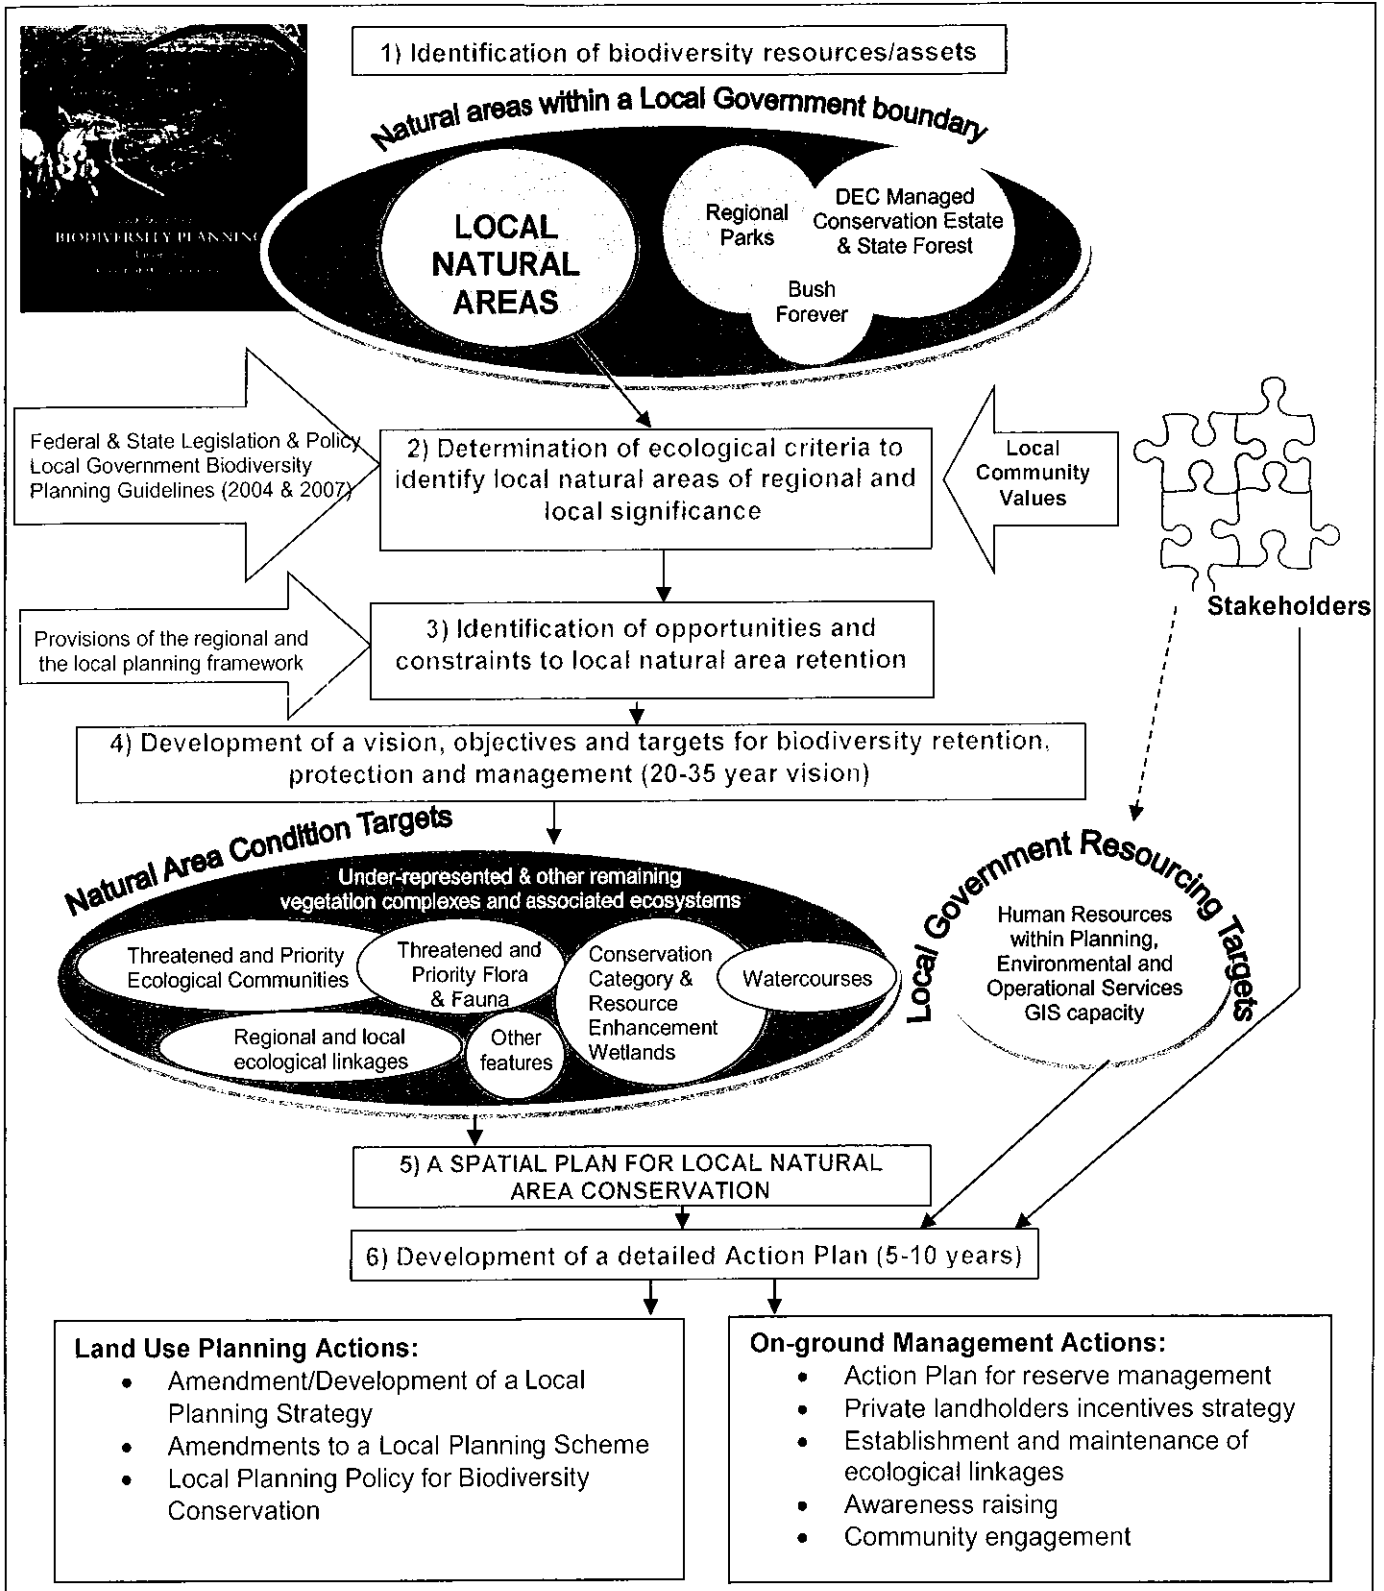 1) Identification of biodiversity resources/assets
BIODIVERSITY PLANNING
Natural areas within a Local Government boundary
LOCAL
NATURAL
AREAS
Regional
Parks
DEC Managed
Conservation Estate
& State Forest
Bush
Forever
Federal & State Legislation & Policy
Local Government Biodiversity
Planning Guidelines (2004 & 2007)
2) Determination of ecological criteria to
identify local natural areas of regional and
local significance
Local
Community
Values
Stakeholders
Provisions of the regional and
the local planning framework
3) Identification of opportunities and
constraints to local natural area retention
4) Development of a vision, objectives and targets for biodiversity retention,
protection and management (20-35 year vision)
Natural Area Condition Targets
Under-represented & other remaining
vegetation complexes and associated ecosystems
Threatened and Priority
Ecological Communities
Threatened and
Priority Flora
& Fauna
Conservation
Category &
Resource
Enhancement
Wetlands
Watercourses
Regional and local
ecological linkages
Other
features
Local Government Resourcing Targets
Human Resources
within Planning,
Environmental and
Operational Services
GIS capacity
5) A SPATIAL PLAN FOR LOCAL NATURAL
AREA CONSERVATION
6) Development of a detailed Action Plan (5-10 years)
Land Use Planning Actions:
• Amendment/Development of a Local
Planning Strategy
• Amendments to a Local Planning Scheme
• Local Planning Policy for Biodiversity
Conservation
On-ground Management Actions:
• Action Plan for reserve management
• Private landholders incentives strategy
• Establishment and maintenance of
ecological linkages
• Awareness raising
• Community engagement